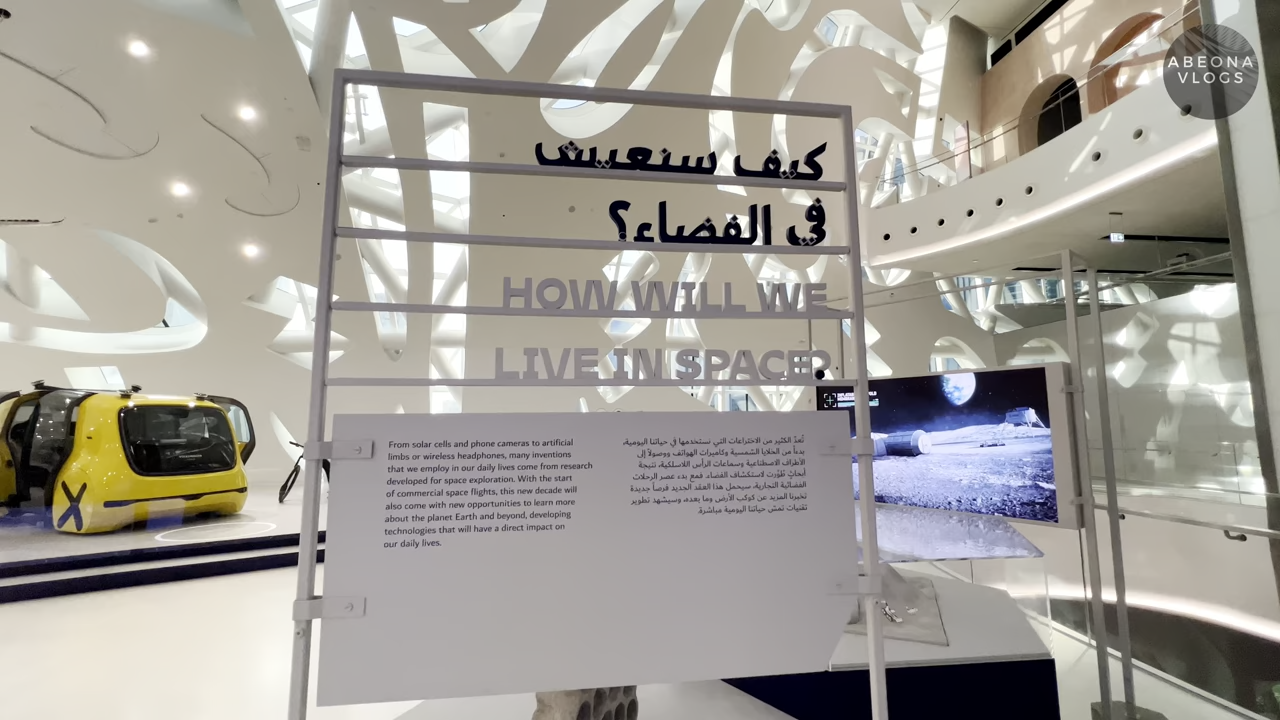 ABEONA
VLOGS
كيف سنعيش
في الفضاء؟
HOW WILL WE
LIVE IN SPACE?
From solar cells and phone cameras to artificial
limbs or wireless headphones, many inventions
that we employ in our daily lives come from research
developed for space exploration. With the start
of commercial space flights, this new decade will
also come with new opportunities to learn more
about the planet Earth and beyond, developing
technologies that will have a direct impact on
our daily lives.
تُعدّ الكثير من الاختراعات التي نستخدمها في حياتنا اليومية،
بدءاً من الخلايا الشمسية وكاميرات الهواتف ووصولاً إلى
الأطراف الاصطناعية وسماعات الرأس اللاسلكية، نتيجة
أبحاثٍ تطوّرت لاستكشاف الفضاء. فمع بدء عصر الرحلات
الفضائية التجارية، سيحمل هذا العقد الجديد فرصاً جديدة
تخبرنا المزيد عن كوكب الأرض وما بعده، وسيشهد تطوير
تقنيات تمسّ حياتنا اليومية مباشرةً.